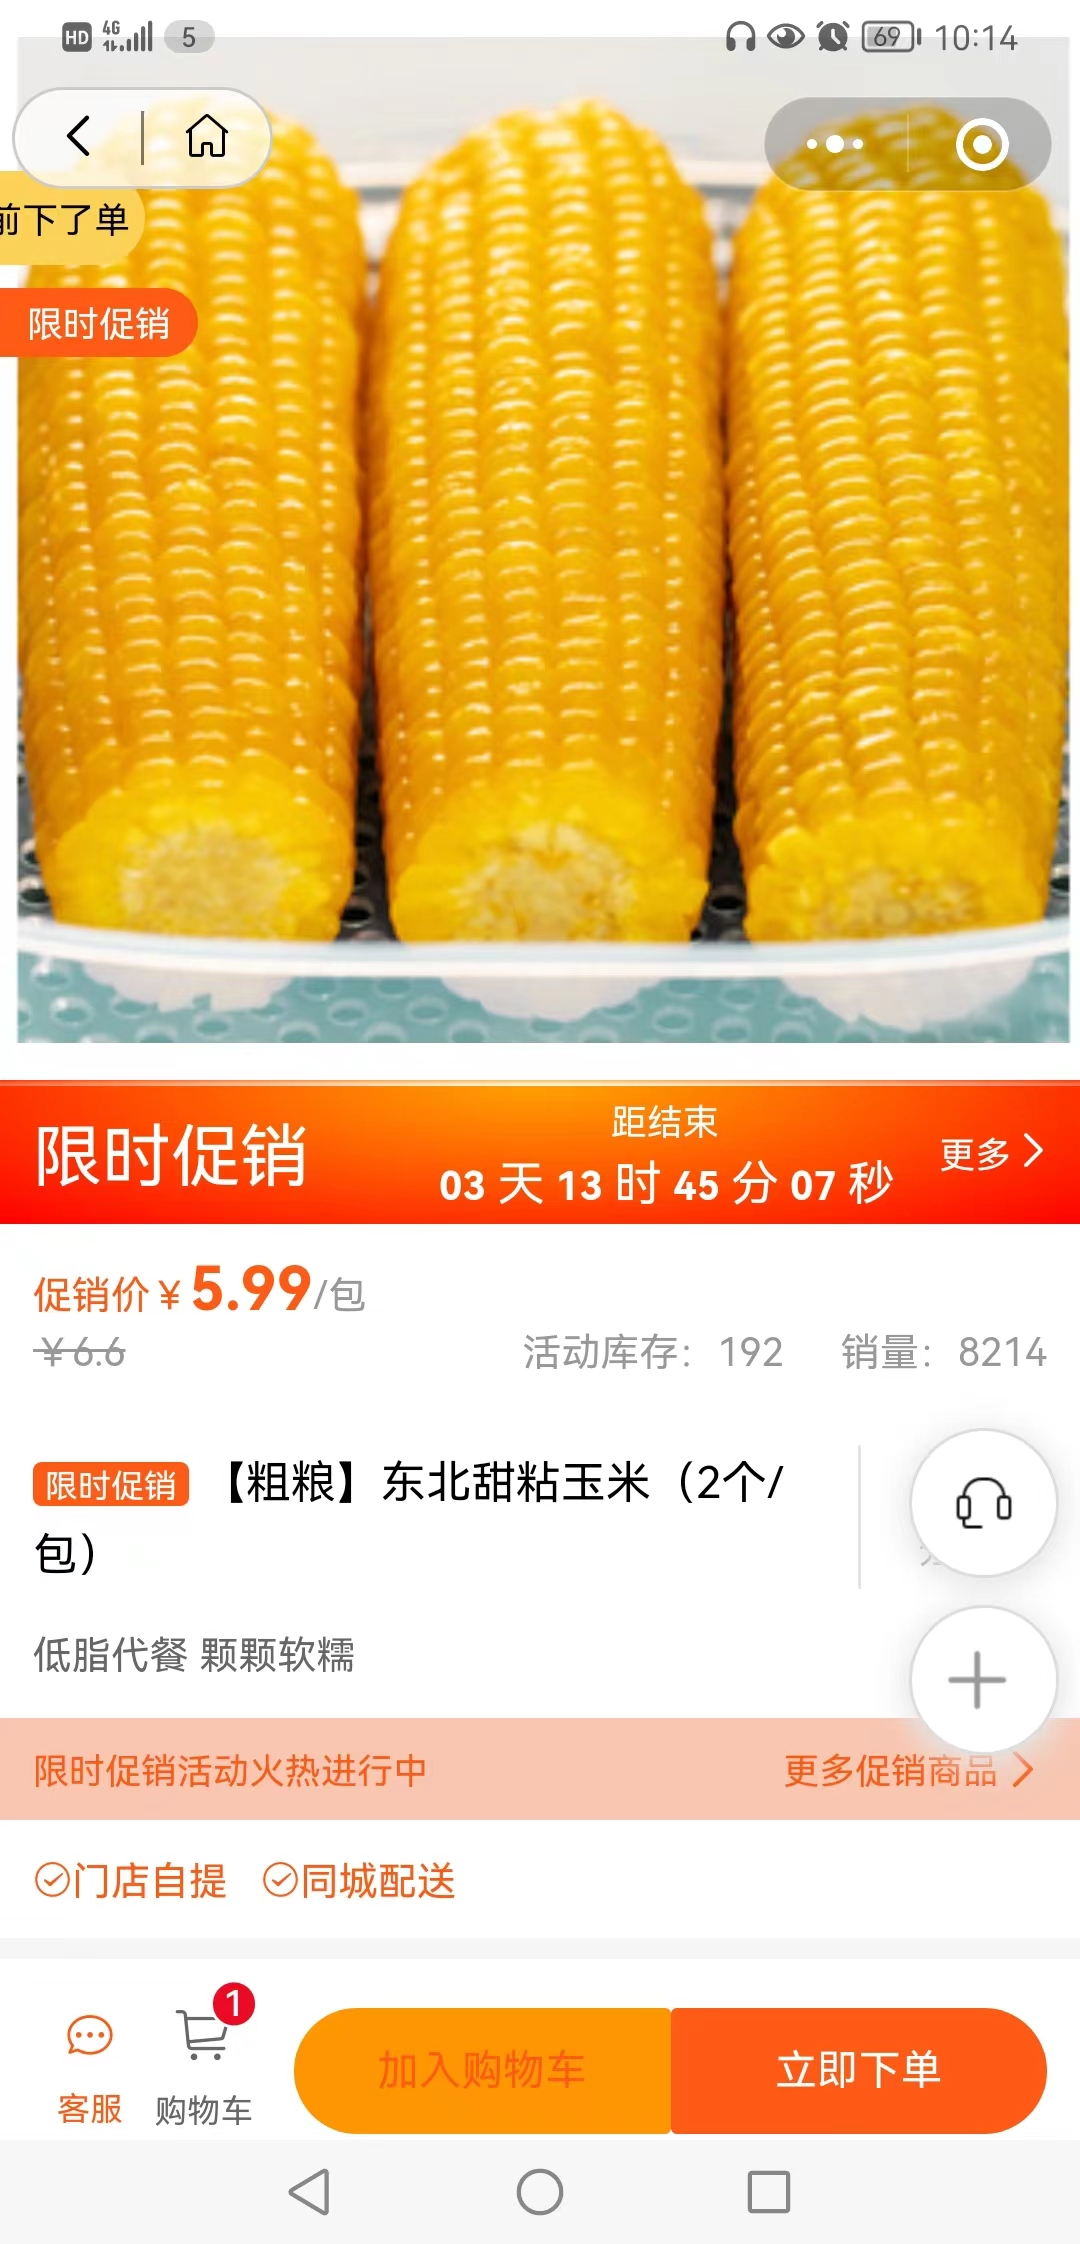 HD 4G 5 69 10:14
前下了单
限时促销
限时促销
距结束
03 天 13 时 45 分 07 秒
更多
促销价￥5.99/包
￥6.6
活动库存：192 销量：8214
限时促销 【粗粮】东北甜粘玉米（2个/
包）
低脂代餐 颗颗软糯
限时促销活动火热进行中 更多促销商品
门店自提 同城配送
1
客服 购物车 加入购物车 立即下单